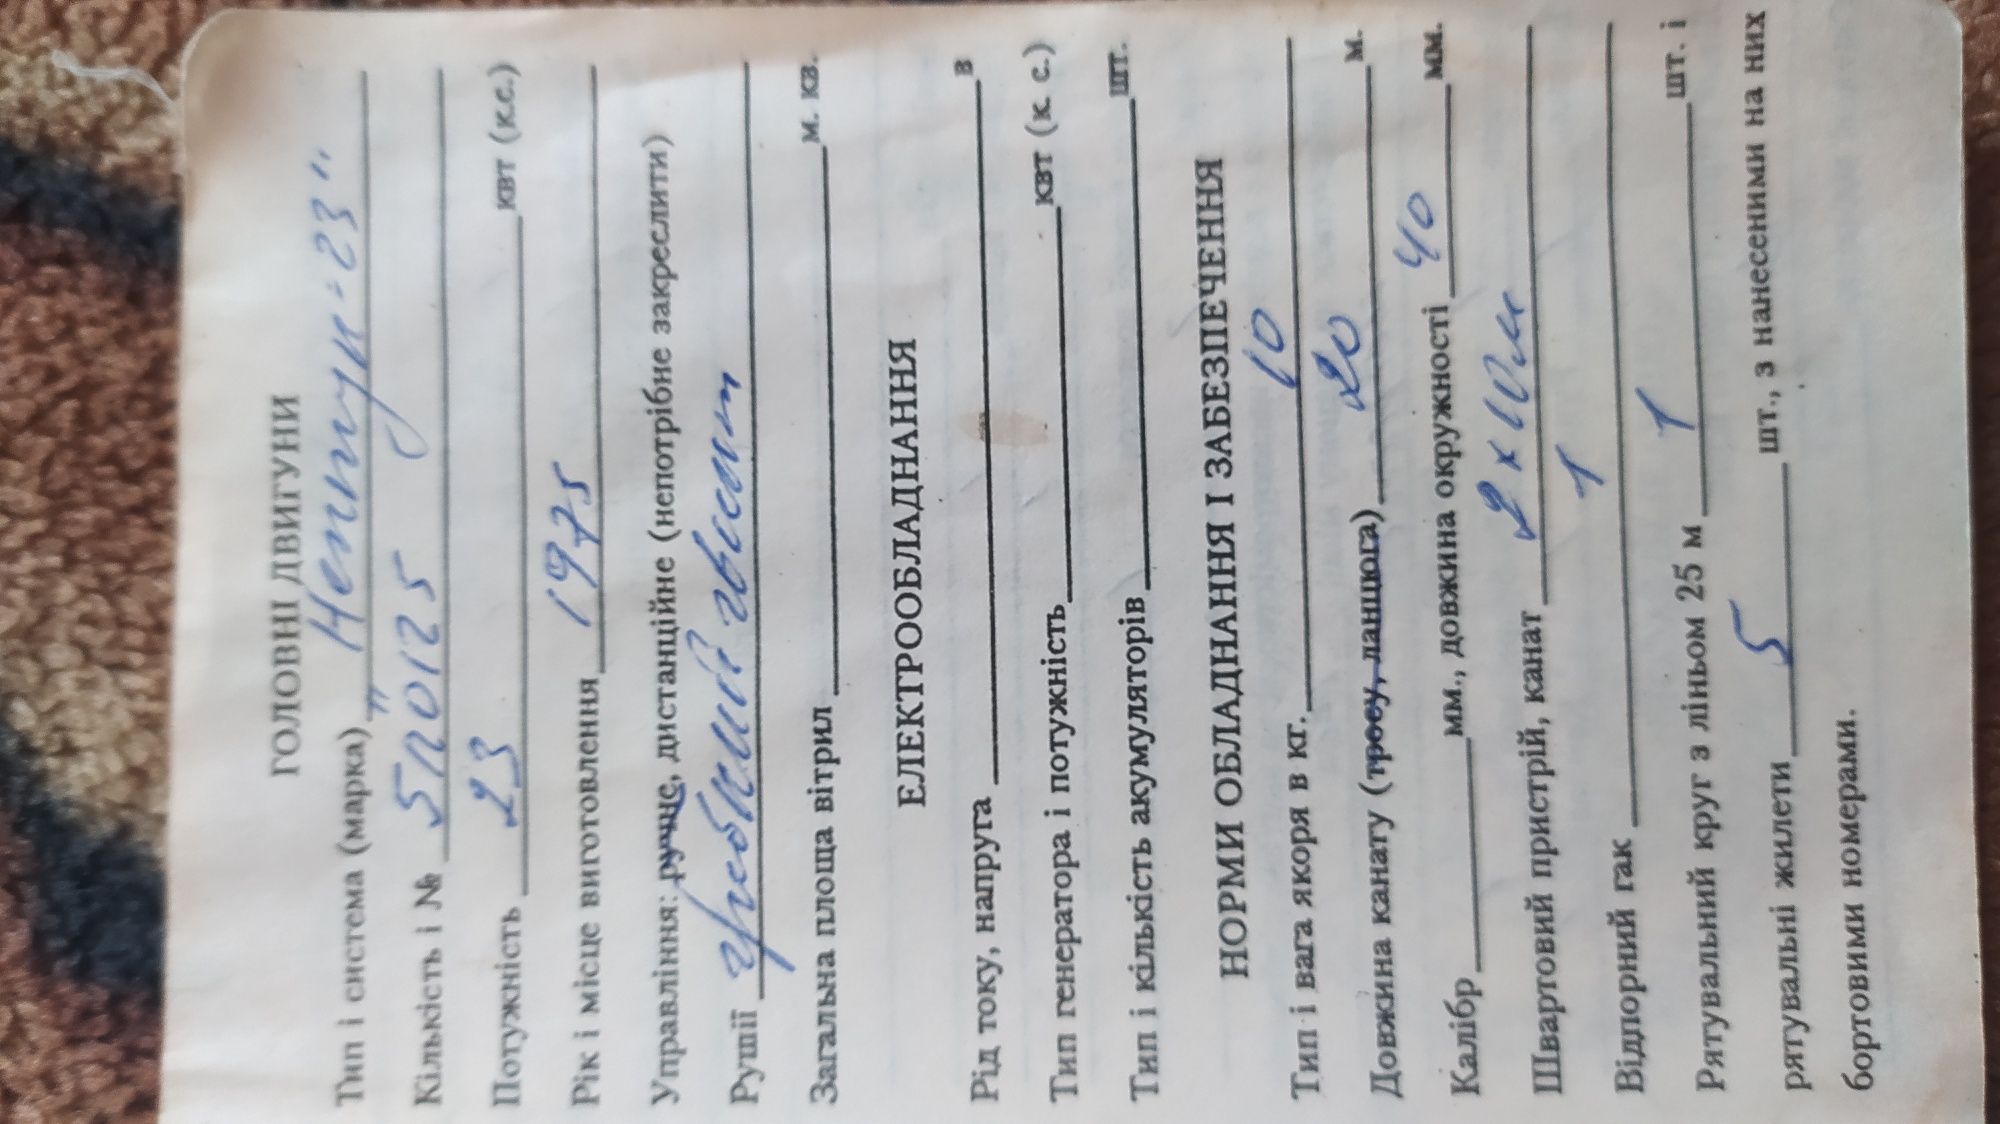 ГОЛОВНІ ДВИГУНИ
Тип і система (марка) "Нептун-23"
Кількість і № 5П0125
Потужність 23 квт (к.с.)
Рік і місце виготовлення 1975
Управління: ручне, дистанційне (непотрібне закреслити)
Рушії гребний гвинт
Загальна площа вітрил м. кв.
ЕЛЕКТРООБЛАДНАННЯ
Рід току, напруга в
Тип генератора і потужність квт (к. с.)
Тип і кількість акумуляторів шт.
НОРМИ ОБЛАДНАННЯ І ЗАБЕЗПЕЧЕННЯ
Тип і вага якоря в кг. 10
Довжина канату (тросу, ланцюга) 20 м.
Калібр мм., довжина окружності 40 мм.
Швартовий пристрій, канат 2 х 10м
Відпорний гак 1
Рятувальний круг з ліньом 25 м 1 шт. і
рятувальні жилети 5 шт., з нанесеними на них
бортовими номерами.